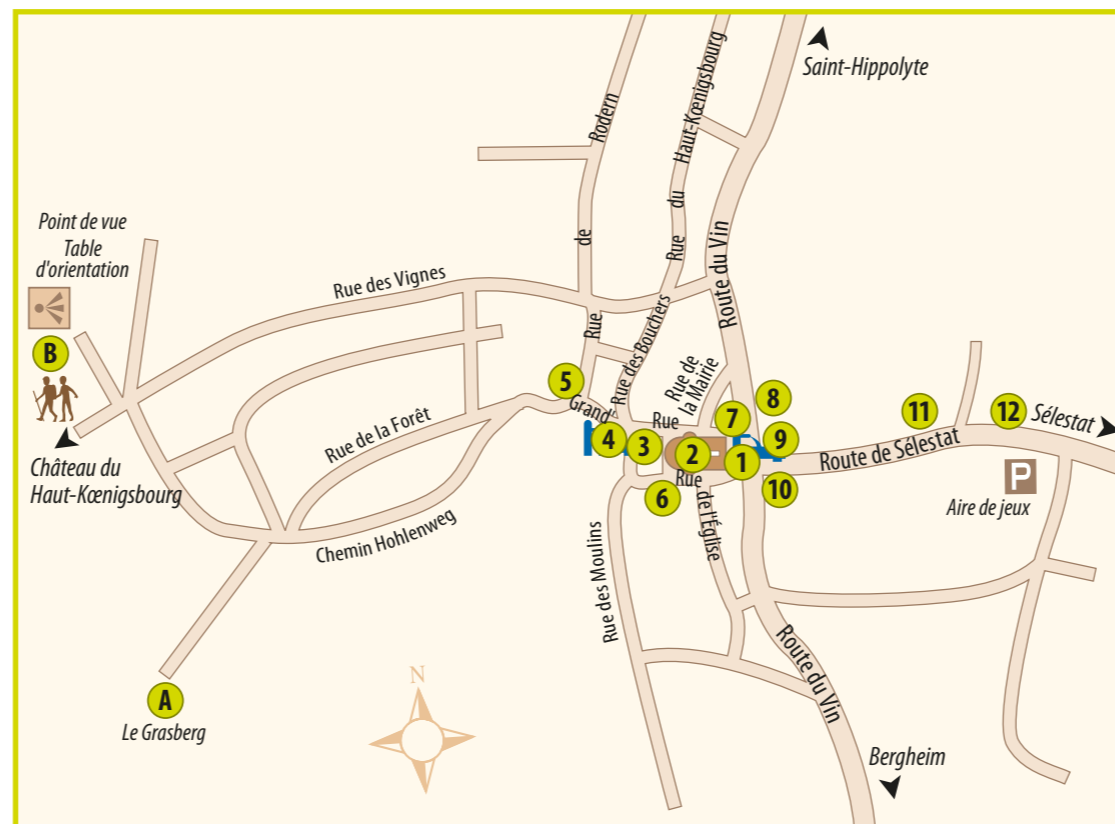 Saint-Hippolyte
Rue de Rodern
Rue du Haut-Kœnigsbourg
Route du Vin
Point de vue
Table
d'orientation
B
Rue des Vignes
Château du
Haut-Kœnigsbourg
Rue de la Forêt
Chemin Hohlenweg
Rue des Bouchers
Rue de
la Mairie
5
Grand' Rue
4
3
2
7
8
9
1
10
6
Rue de l'Église
11
12
Sélestat
Route de Sélestat
P
Aire de jeux
Rue des Moulins
A
Le Grasberg
N
Route du Vin
Bergheim